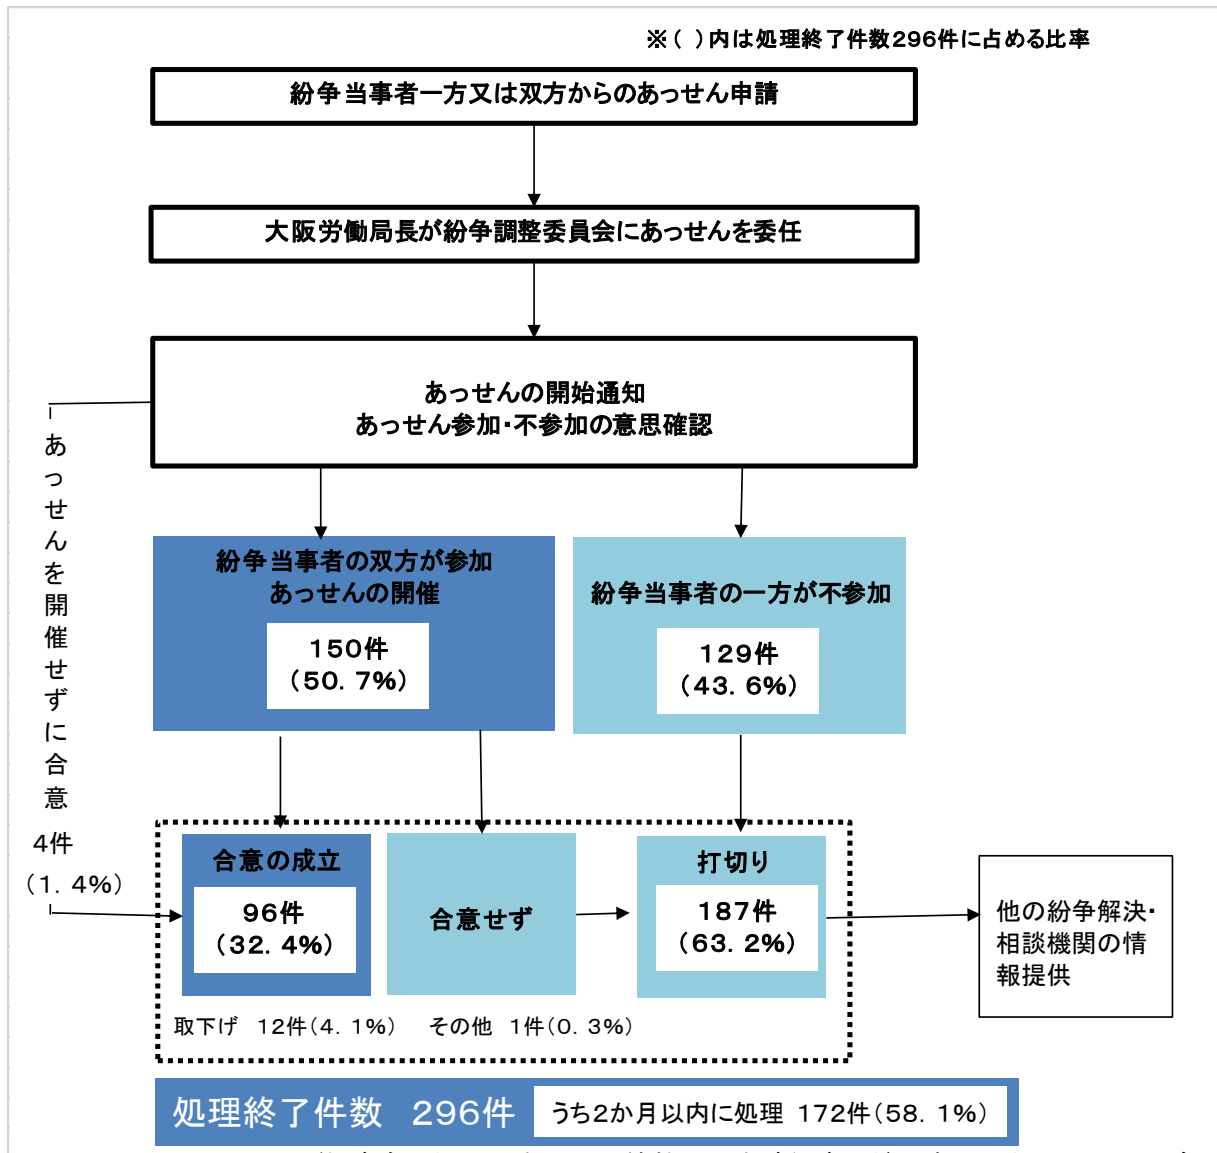 ※( )内は処理終了件数296件に占める比率
紛争当事者一方又は双方からのあっせん申請
大阪労働局長が紛争調整委員会にあっせんを委任
あっせんの開始通知
あっせん参加・不参加の意思確認
あっせんを開催せずに合意
4件
(1.4%)
紛争当事者の双方が参加
あっせんの開催
150件
(50.7%)
紛争当事者の一方が不参加
129件
(43.6%)
合意の成立
96件
(32.4%)
合意せず
打切り
187件
(63.2%)
他の紛争解決・
相談機関の情
報提供
取下げ 12件(4.1%) その他 1件(0.3%)
処理終了件数 296件
うち2か月以内に処理 172件(58.1%)